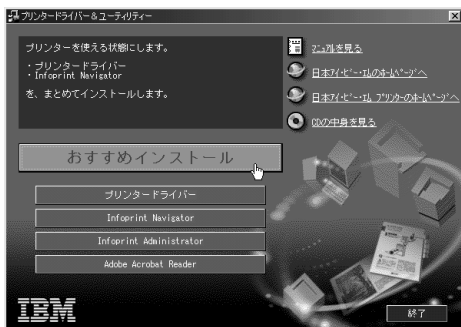 プリンタードライバー＆ユーティリティー
プリンターを使える状態にします。
・プリンタードライバー
・Infoprint Navigator
を、まとめてインストールします。
ﾏﾆｭｱﾙを見る
日本ｱｲ･ﾋﾞｰ･ｴﾑのﾎｰﾑﾍﾟｰｼﾞへ
日本ｱｲ･ﾋﾞｰ･ｴﾑ ﾌﾟﾘﾝﾀｰのﾎｰﾑﾍﾟｰｼﾞへ
CDの中身を見る
おすすめインストール
プリンタードライバー
Infoprint Navigator
Infoprint Administrator
Adobe Acrobat Reader
IBM
終了